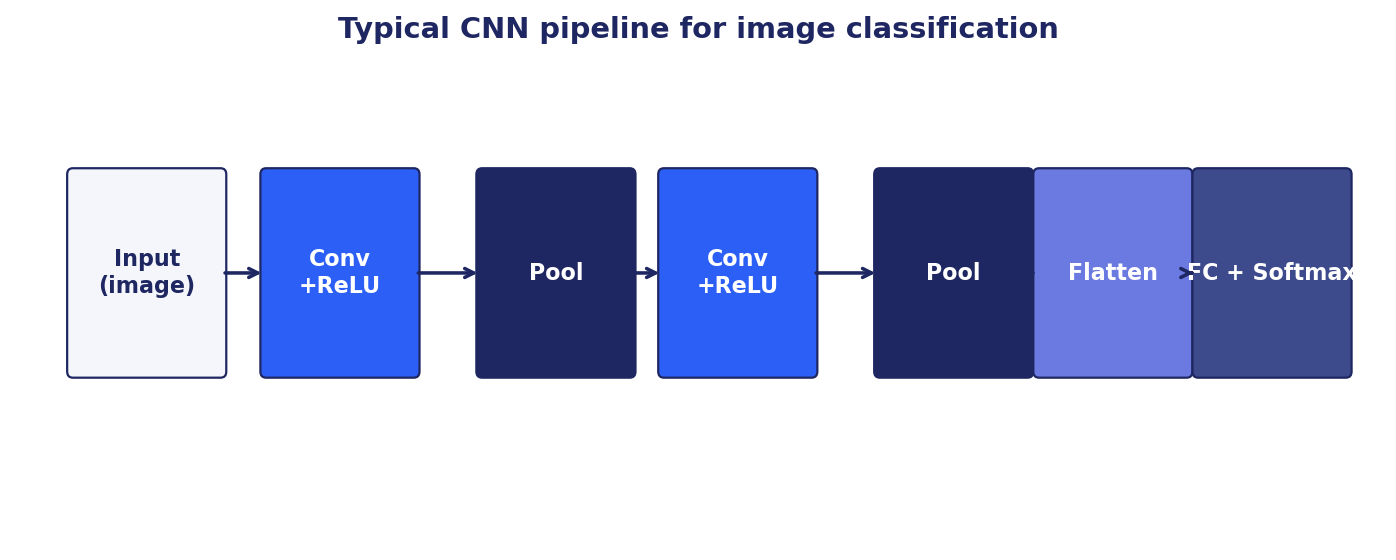 Typical CNN pipeline for image classification
Input
(image)
Conv
+ReLU
Pool
Conv
+ReLU
Pool
Flatten
FC + Softmax